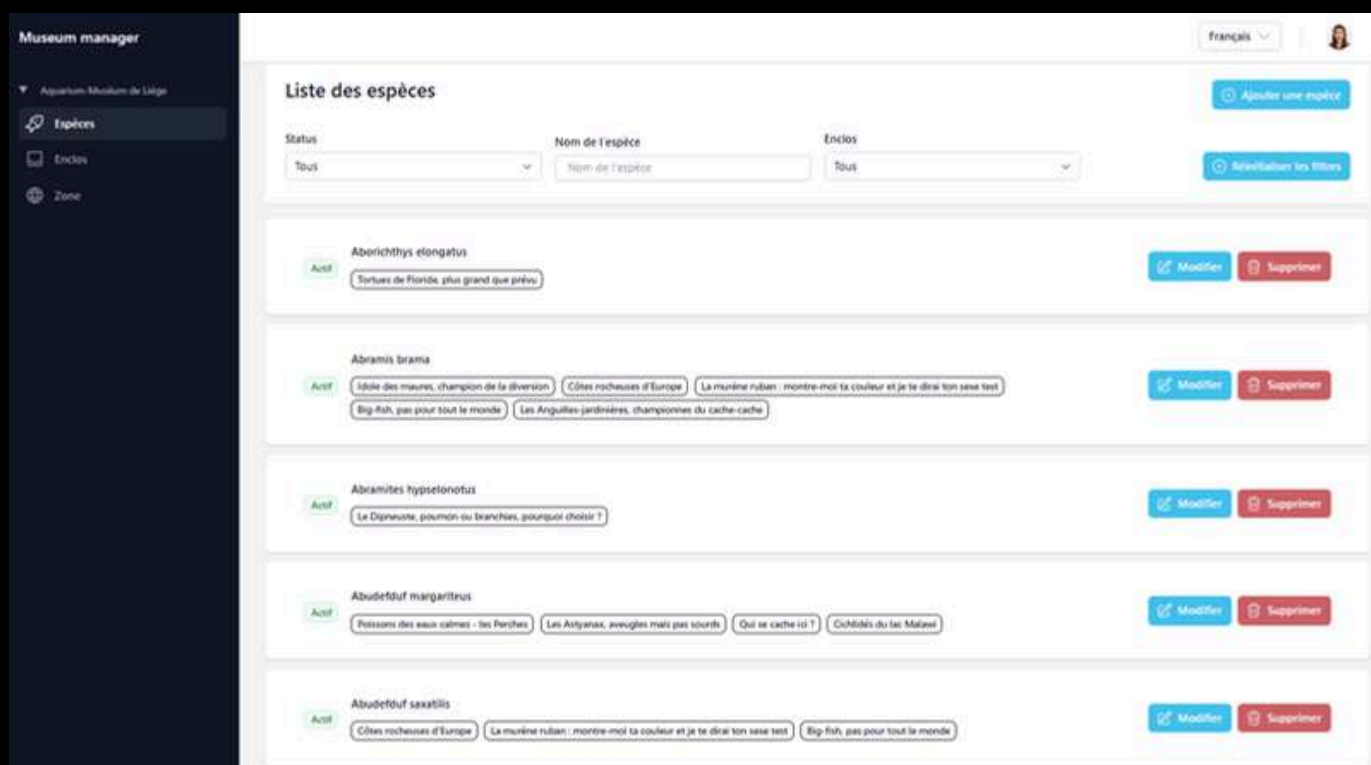 Museum manager
Français
Aquarium-Muséum de Liège
Espèces
Enclos
Zone
Liste des espèces
Ajouter une espèce
Status
Nom de l'espèce
Enclos
Tous
Nom de l'espèce
Tous
Réinitialiser les filtres
Aborichthys elongatus
Actif
Tortues de Floride, plus grand que prévu
Modifier
Supprimer
Abramis brama
Actif
Idole des maures, champion de la diversion
Côtes rocheuses d'Europe
La murène ruban : montre-moi ta couleur et je te dirai ton sexe test
Big-fish, pas pour tout le monde
Les Anguilles-jardinières, championnes du cache-cache
Modifier
Supprimer
Abramites hypselonotus
Actif
Le Dipneuste, poumon ou branchies, pourquoi choisir ?
Modifier
Supprimer
Abudefduf margariteus
Actif
Poissons des eaux calmes - les Perches
Les Astyanax, aveugles mais pas sourds
Qui se cache ici ?
Cichlidés du lac Malawi
Modifier
Supprimer
Abudefduf saxatilis
Actif
Côtes rocheuses d'Europe
La murène ruban : montre-moi ta couleur et je te dirai ton sexe test
Big-fish, pas pour tout le monde
Modifier
Supprimer